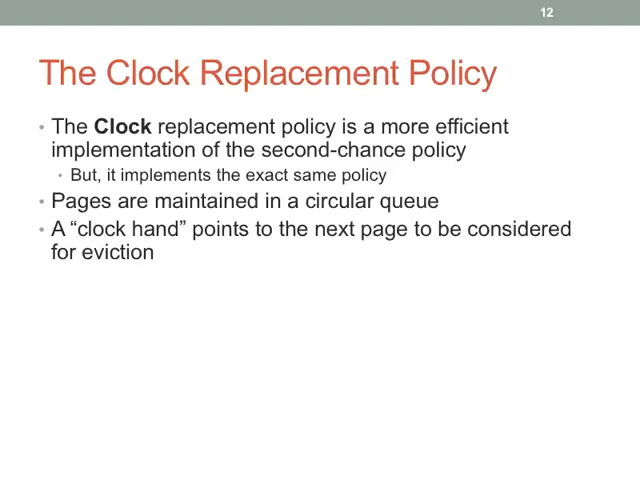 12
The Clock Replacement Policy
• The Clock replacement policy is a more efficient
implementation of the second-chance policy
• But, it implements the exact same policy
• Pages are maintained in a circular queue
• A “clock hand” points to the next page to be considered
for eviction